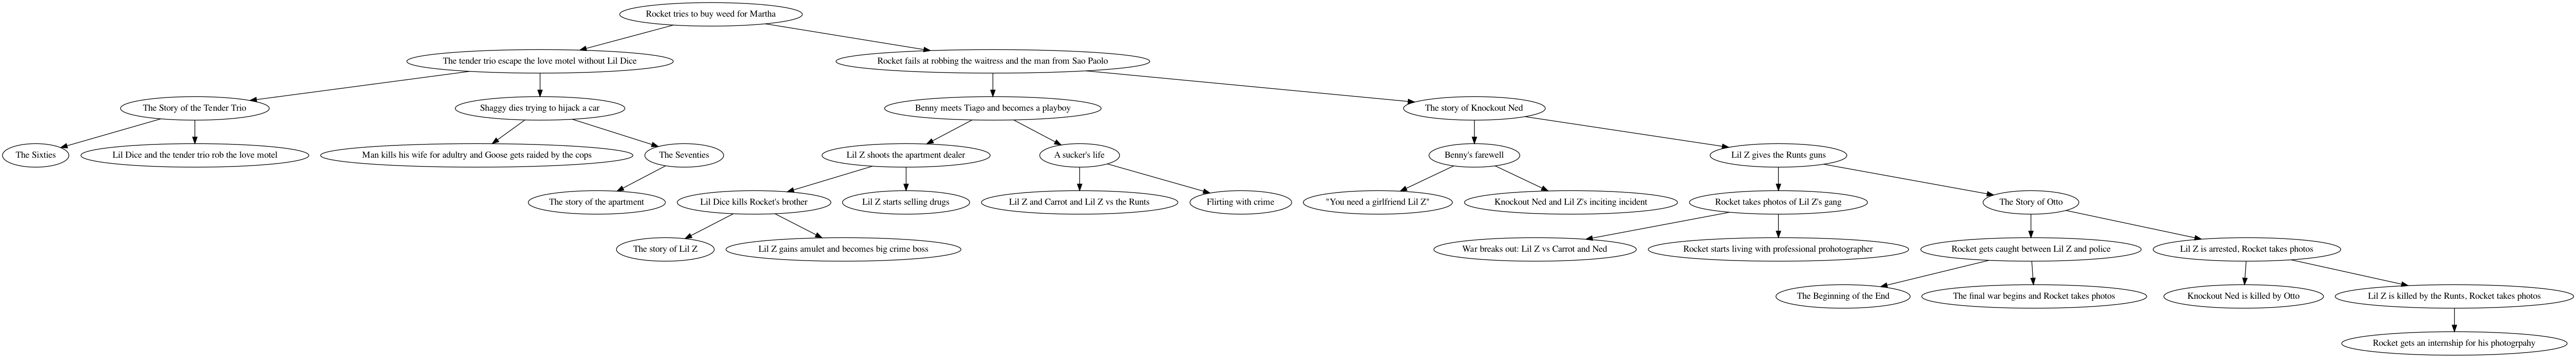 Rocket tries to buy weed for Martha
The tender trio escape the love motel without Lil Dice
Rocket fails at robbing the waitress and the man from Sao Paolo
The Story of the Tender Trio
Shaggy dies trying to hijack a car
Benny meets Tiago and becomes a playboy
The story of Knockout Ned
The Sixties
Lil Dice and the tender trio rob the love motel
Man kills his wife for adultry and Goose gets raided by the cops
The Seventies
Lil Z shoots the apartment dealer
A sucker's life
Benny's farewell
Lil Z gives the Runts guns
The story of the apartment
Lil Dice kills Rocket's brother
Lil Z starts selling drugs
Lil Z and Carrot and Lil Z vs the Runts
Flirting with crime
"You need a girlfriend Lil Z"
Knockout Ned and Lil Z's inciting incident
Rocket takes photos of Lil Z's gang
The Story of Otto
The story of Lil Z
Lil Z gains amulet and becomes big crime boss
War breaks out: Lil Z vs Carrot and Ned
Rocket starts living with professional prohotographer
Rocket gets caught between Lil Z and police
Lil Z is arrested, Rocket takes photos
The Beginning of the End
The final war begins and Rocket takes photos
Knockout Ned is killed by Otto
Lil Z is killed by the Runts, Rocket takes photos
Rocket gets an internship for his photogrpahy